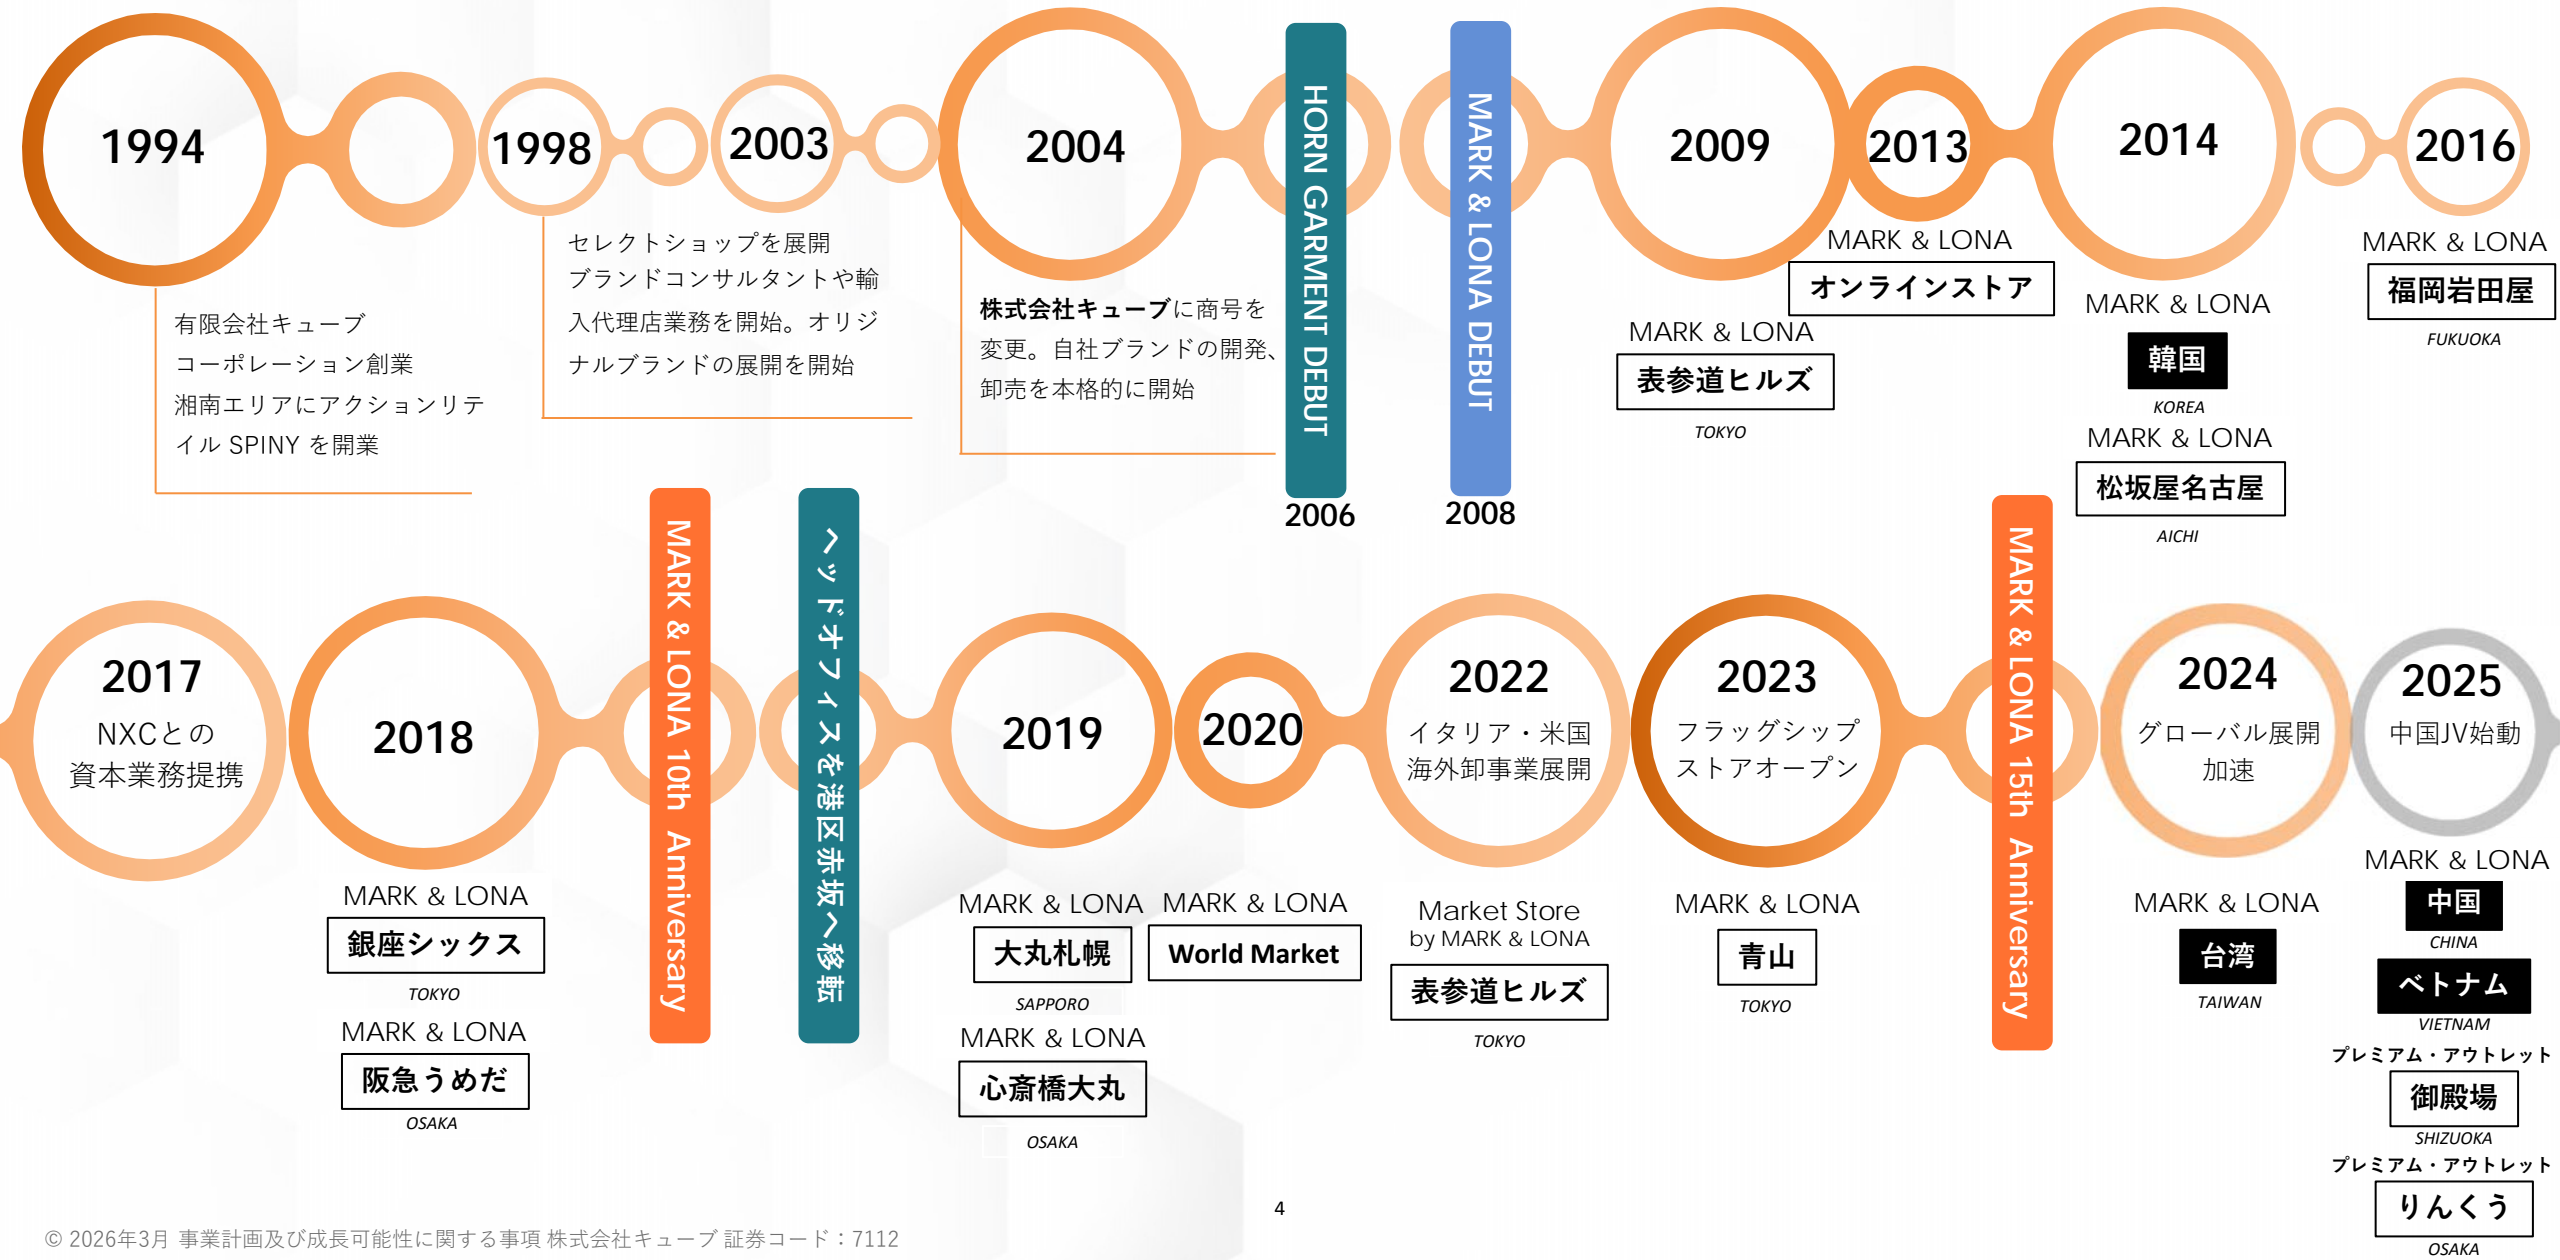 1994
有限会社キューブ
コーポレーション創業
湘南エリアにアクションリテ
イル SPINY を開業
1998
セレクトショップを展開
ブランドコンサルタントや輸
入代理店業務を開始。オリジ
ナルブランドの展開を開始
2003
2004
株式会社キューブに商号を
変更。自社ブランドの開発、
卸売を本格的に開始
HORN GARMENT DEBUT
2006
MARK & LONA DEBUT
2008
2009
MARK & LONA
表参道ヒルズ
TOKYO
2013
MARK & LONA
オンラインストア
2014
MARK & LONA
韓国
KOREA
MARK & LONA
松坂屋名古屋
AICHI
2016
MARK & LONA
福岡岩田屋
FUKUOKA
2017
NXCとの
資本業務提携
2018
MARK & LONA
銀座シックス
TOKYO
MARK & LONA
阪急うめだ
OSAKA
MARK & LONA 10th Anniversary
ヘッドオフィスを港区赤坂へ移転
2019
MARK & LONA
大丸札幌
SAPPORO
MARK & LONA
心斎橋大丸
OSAKA
2020
MARK & LONA
World Market
2022
イタリア・米国
海外卸事業展開
Market Store
by MARK & LONA
表参道ヒルズ
TOKYO
2023
フラッグシップ
ストアオープン
MARK & LONA
青山
TOKYO
MARK & LONA 15th Anniversary
2024
グローバル展開
加速
MARK & LONA
台湾
TAIWAN
2025
中国JV始動
MARK & LONA
中国
CHINA
ベトナム
VIETNAM
プレミアム・アウトレット
御殿場
SHIZUOKA
プレミアム・アウトレット
りんくう
OSAKA
4
© 2026年3月 事業計画及び成長可能性に関する事項 株式会社キューブ 証券コード：7112